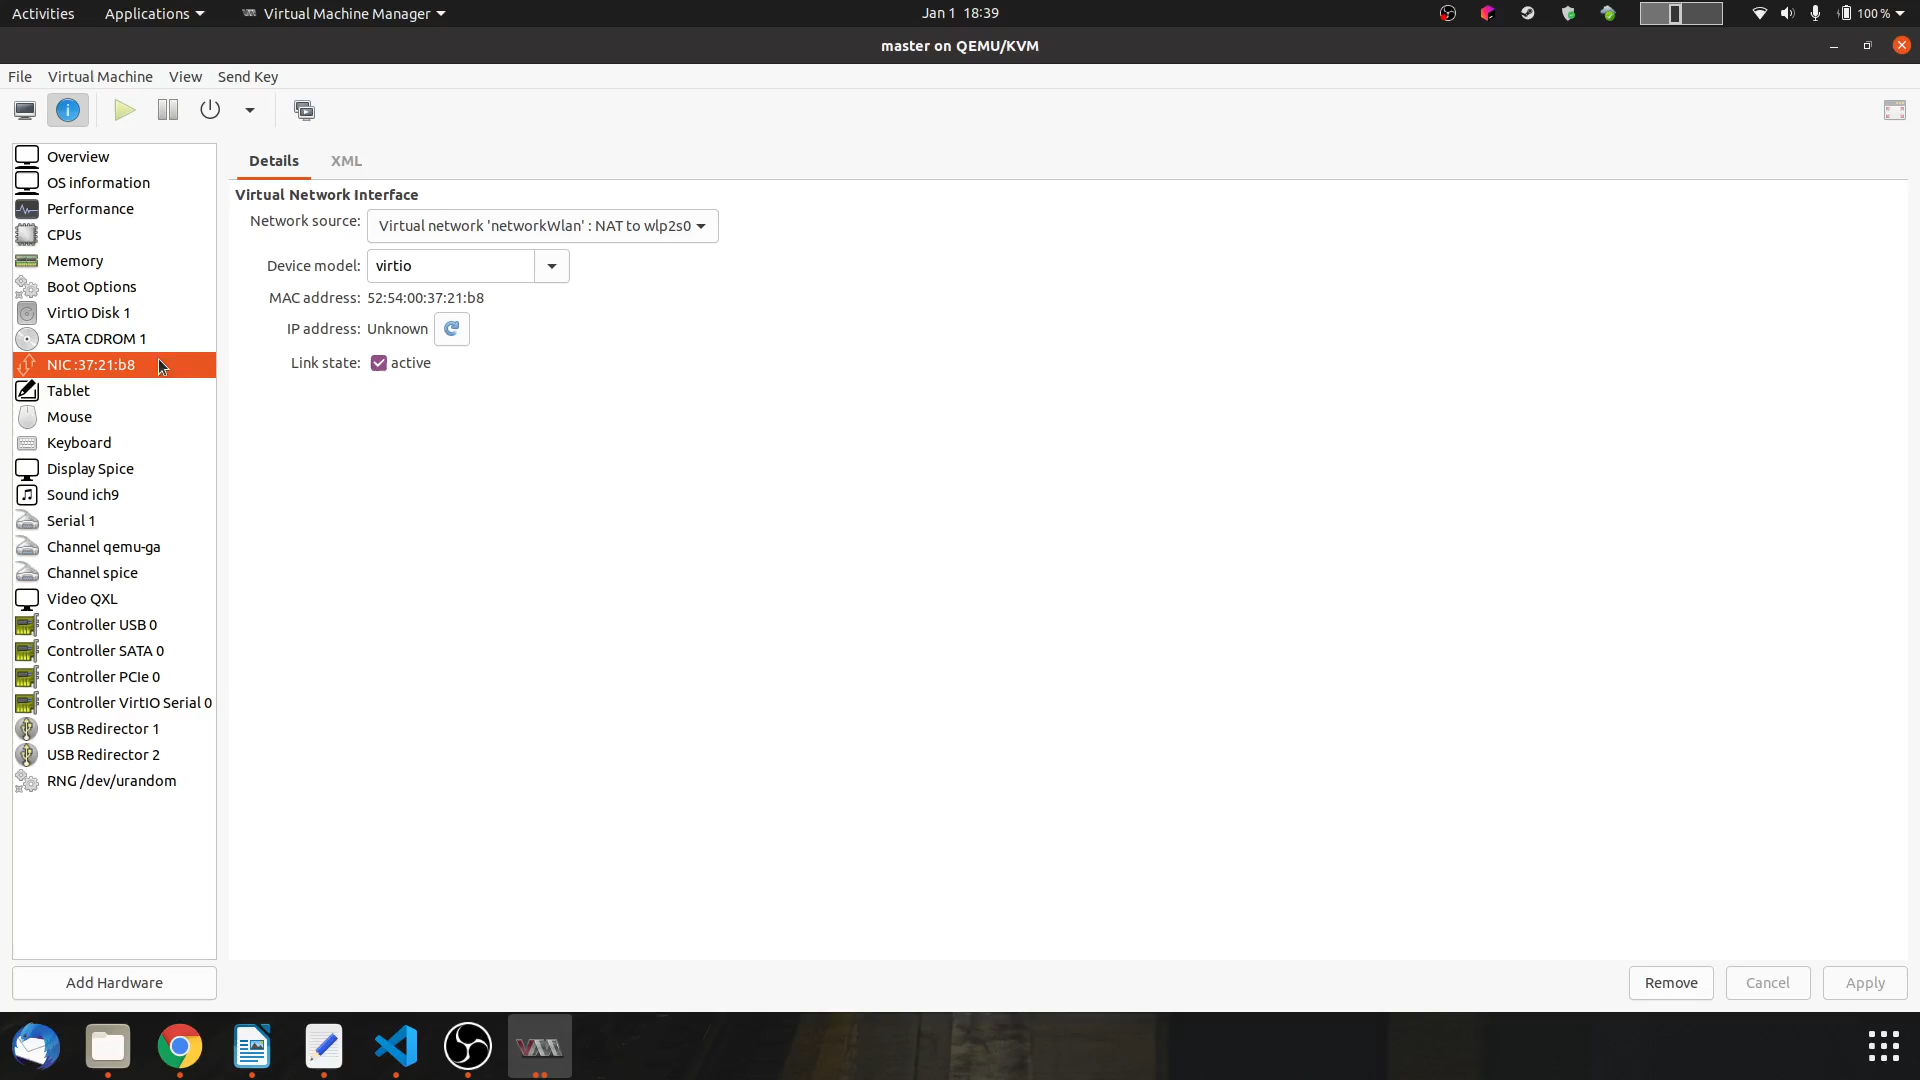 Activities
Applications
Virtual Machine Manager
Jan 1 18:39
100 %
master on QEMU/KVM
File
Virtual Machine
View
Send Key
Overview
OS information
Performance
CPUs
Memory
Boot Options
VirtIO Disk 1
SATA CDROM 1
NIC :37:21:b8
Tablet
Mouse
Keyboard
Display Spice
Sound ich9
Serial 1
Channel qemu-ga
Channel spice
Video QXL
Controller USB 0
Controller SATA 0
Controller PCIe 0
Controller VirtIO Serial 0
USB Redirector 1
USB Redirector 2
RNG /dev/urandom
Add Hardware
Details
XML
Virtual Network Interface
Network source: Virtual network 'networkWlan' : NAT to wlp2s0
Device model: virtio
MAC address: 52:54:00:37:21:b8
IP address: Unknown
Link state: active
Remove
Cancel
Apply